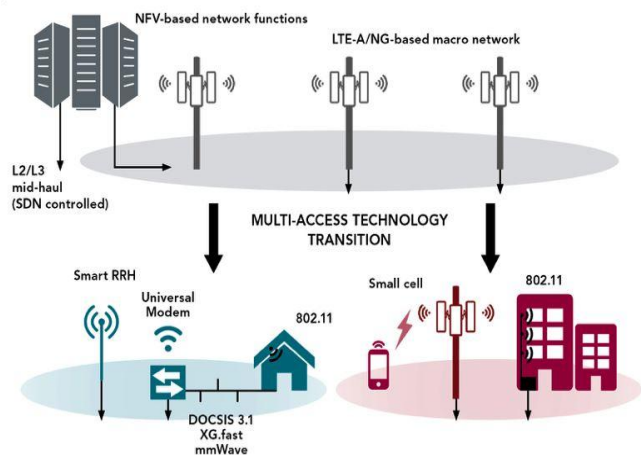 NFV-based network functions
LTE-A/NG-based macro network
L2/L3
mid-haul
(SDN controlled)
MULTI-ACCESS TECHNOLOGY
TRANSITION
Smart RRH
Universal
Modem
802.11
DOCSIS 3.1
XG.fast
mmWave
Small cell
802.11